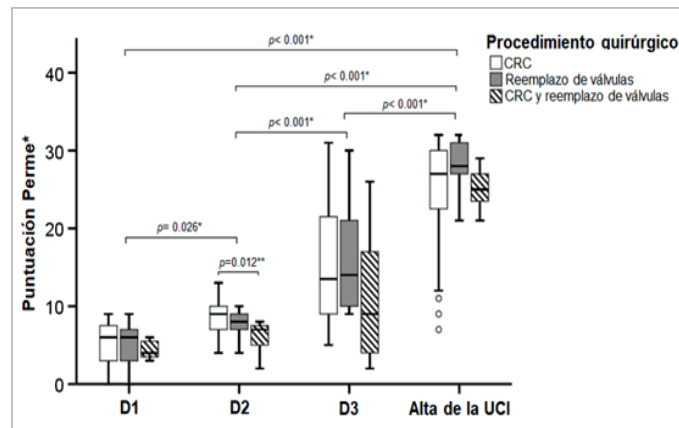 Procedimiento quirúrgico
CRC
Reemplazo de válvulas
CRC y reemplazo de válvulas
p< 0.001*
p< 0.001*
p< 0.001*
p< 0.001*
p= 0.026*
p=0.012**
Puntuación Perme*
40
30
20
10
0
D1 D2 D3 Alta de la UCI